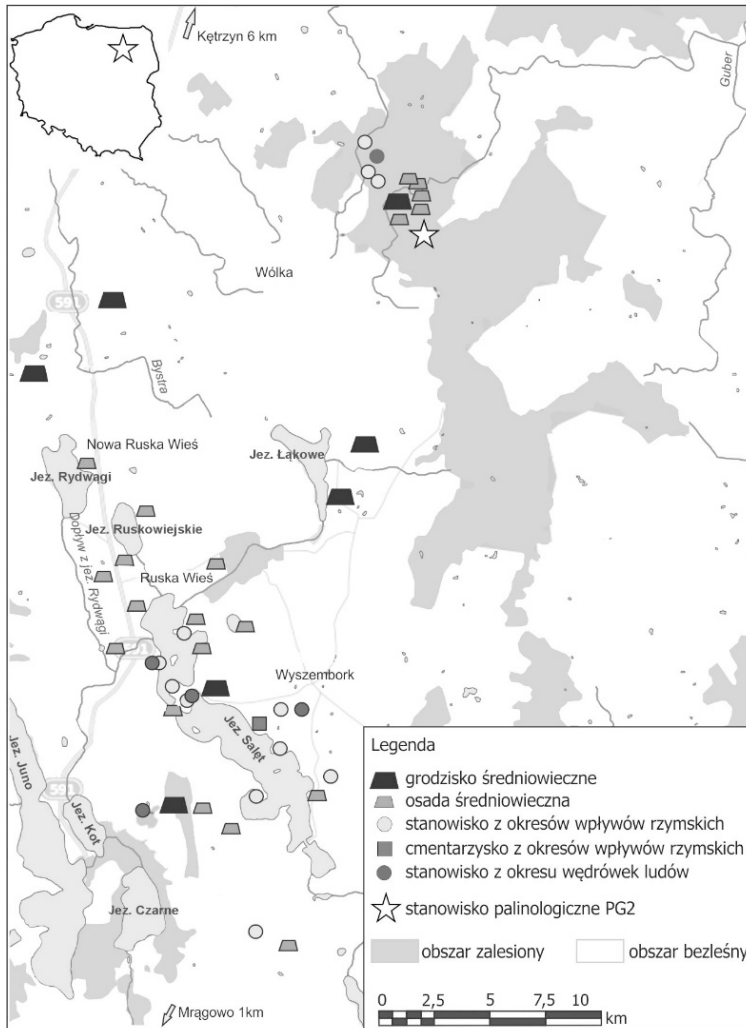 Kętrzyn 6 km
Guber
Wólka
591
Bystra
Nowa Ruska Wieś
Jez. Rydwągi
Jez. Łąkowe
Jez. Ruskowiejskie
Dopływ z jez. Rydwągi
Ruska Wieś
591
Wyszembork
Jez. Salęt
Jez. Juno
591
Jez. Kot
Jez. Czarne
Mrągowo 1km
Legenda
grodzisko średniowieczne
osada średniowieczna
stanowisko z okresów wpływów rzymskich
cmentarzysko z okresów wpływów rzymskich
stanowisko z okresu wędrówek ludów
stanowisko palinologiczne PG2
obszar zalesiony
obszar bezleśny
0 2,5 5 7,5 10
km